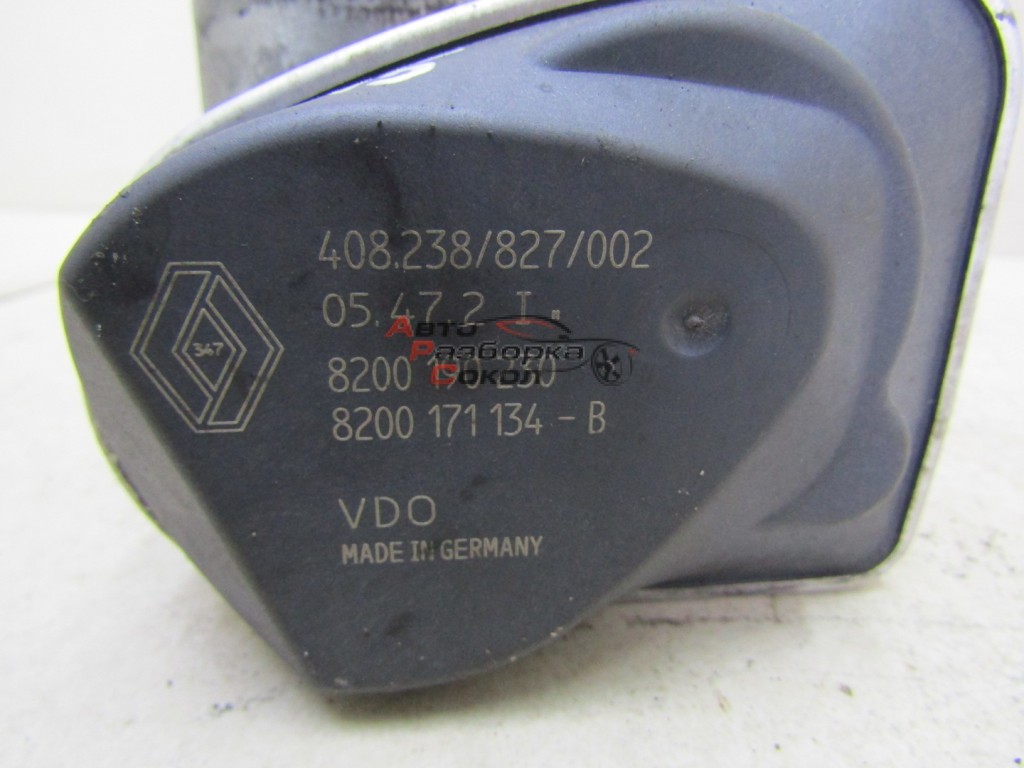 408.238/827/002
05.47.2 I
347
8200
8200 171 134 - B
VDO
MADE IN GERMANY
Авто
Разборка
Сокол